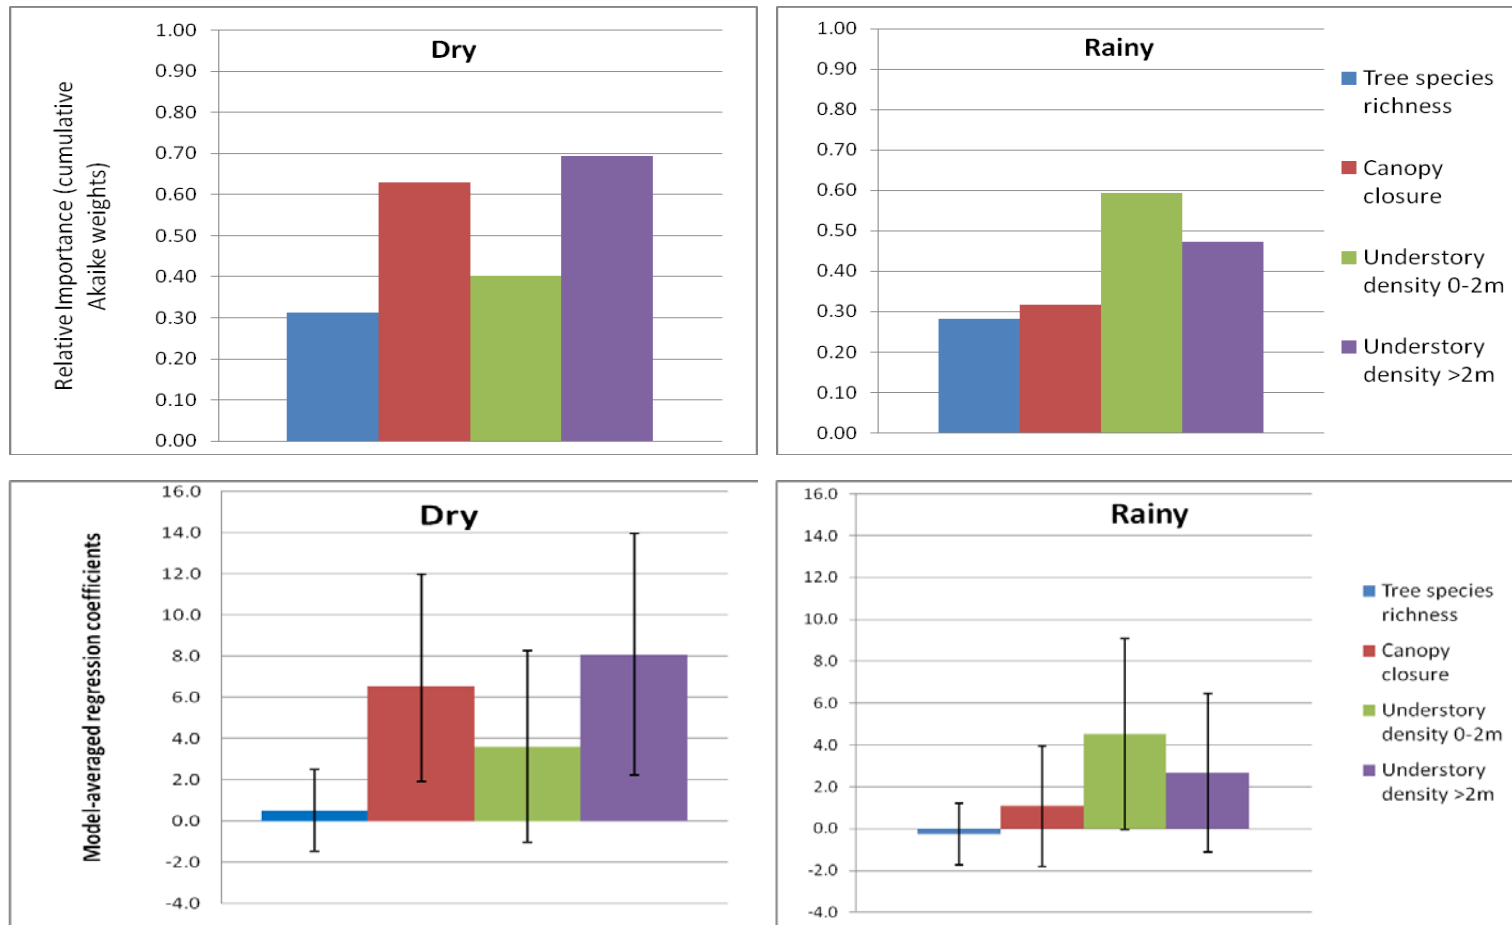 Dry
Relative Importance (cumulative
Akaike weights)
1.00
0.90
0.80
0.70
0.60
0.50
0.40
0.30
0.20
0.10
0.00
Rainy
1.00
0.90
0.80
0.70
0.60
0.50
0.40
0.30
0.20
0.10
0.00
Tree species
richness
Canopy
closure
Understory
density 0-2m
Understory
density >2m
Dry
Model-averaged regression coefficients
16.0
14.0
12.0
10.0
8.0
6.0
4.0
2.0
0.0
-2.0
-4.0
Rainy
16.0
14.0
12.0
10.0
8.0
6.0
4.0
2.0
0.0
-2.0
-4.0
Tree species
richness
Canopy
closure
Understory
density 0-2m
Understory
density >2m